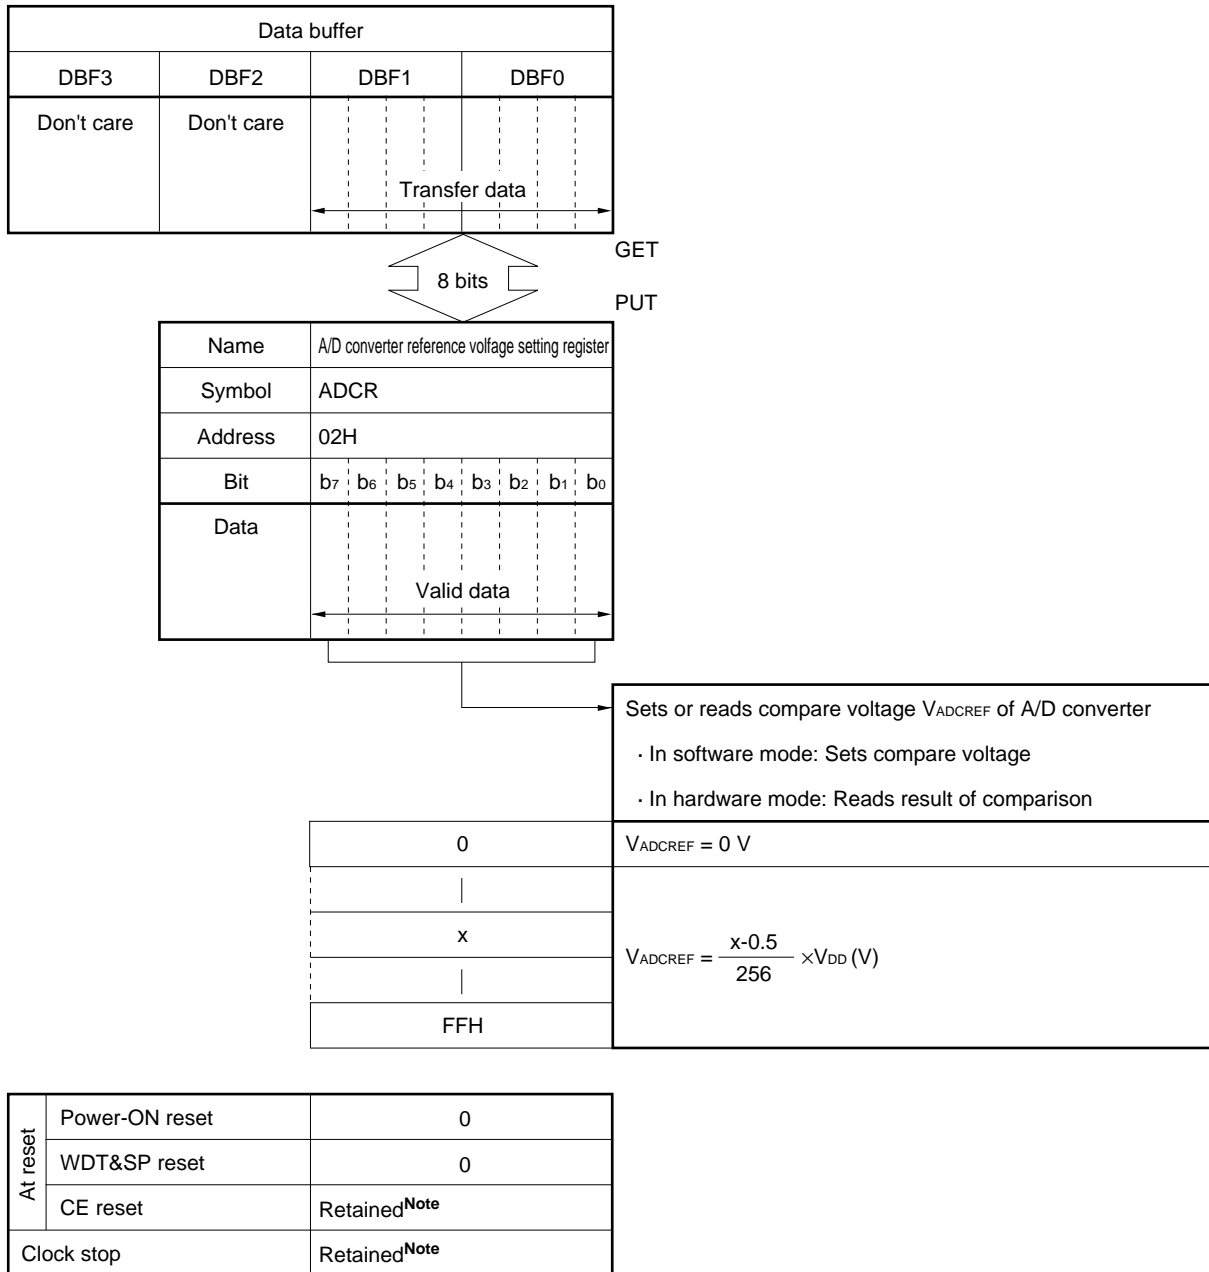 Data buffer
DBF3 DBF2 DBF1 DBF0
Don't care Don't care
Transfer data
GET
8 bits
PUT
Name A/D converter reference volfage setting register
Symbol ADCR
Address 02H
Bit b7 b6 b5 b4 b3 b2 b1 b0
Data
Valid data
Sets or reads compare voltage VADCREF of A/D converter
· In software mode: Sets compare voltage
· In hardware mode: Reads result of comparison
0 VADCREF = 0 V
x
VADCREF = x-0.5 / 256 ×VDD (V)
FFH
At reset
Power-ON reset 0
WDT&SP reset 0
CE reset RetainedNote
Clock stop RetainedNote